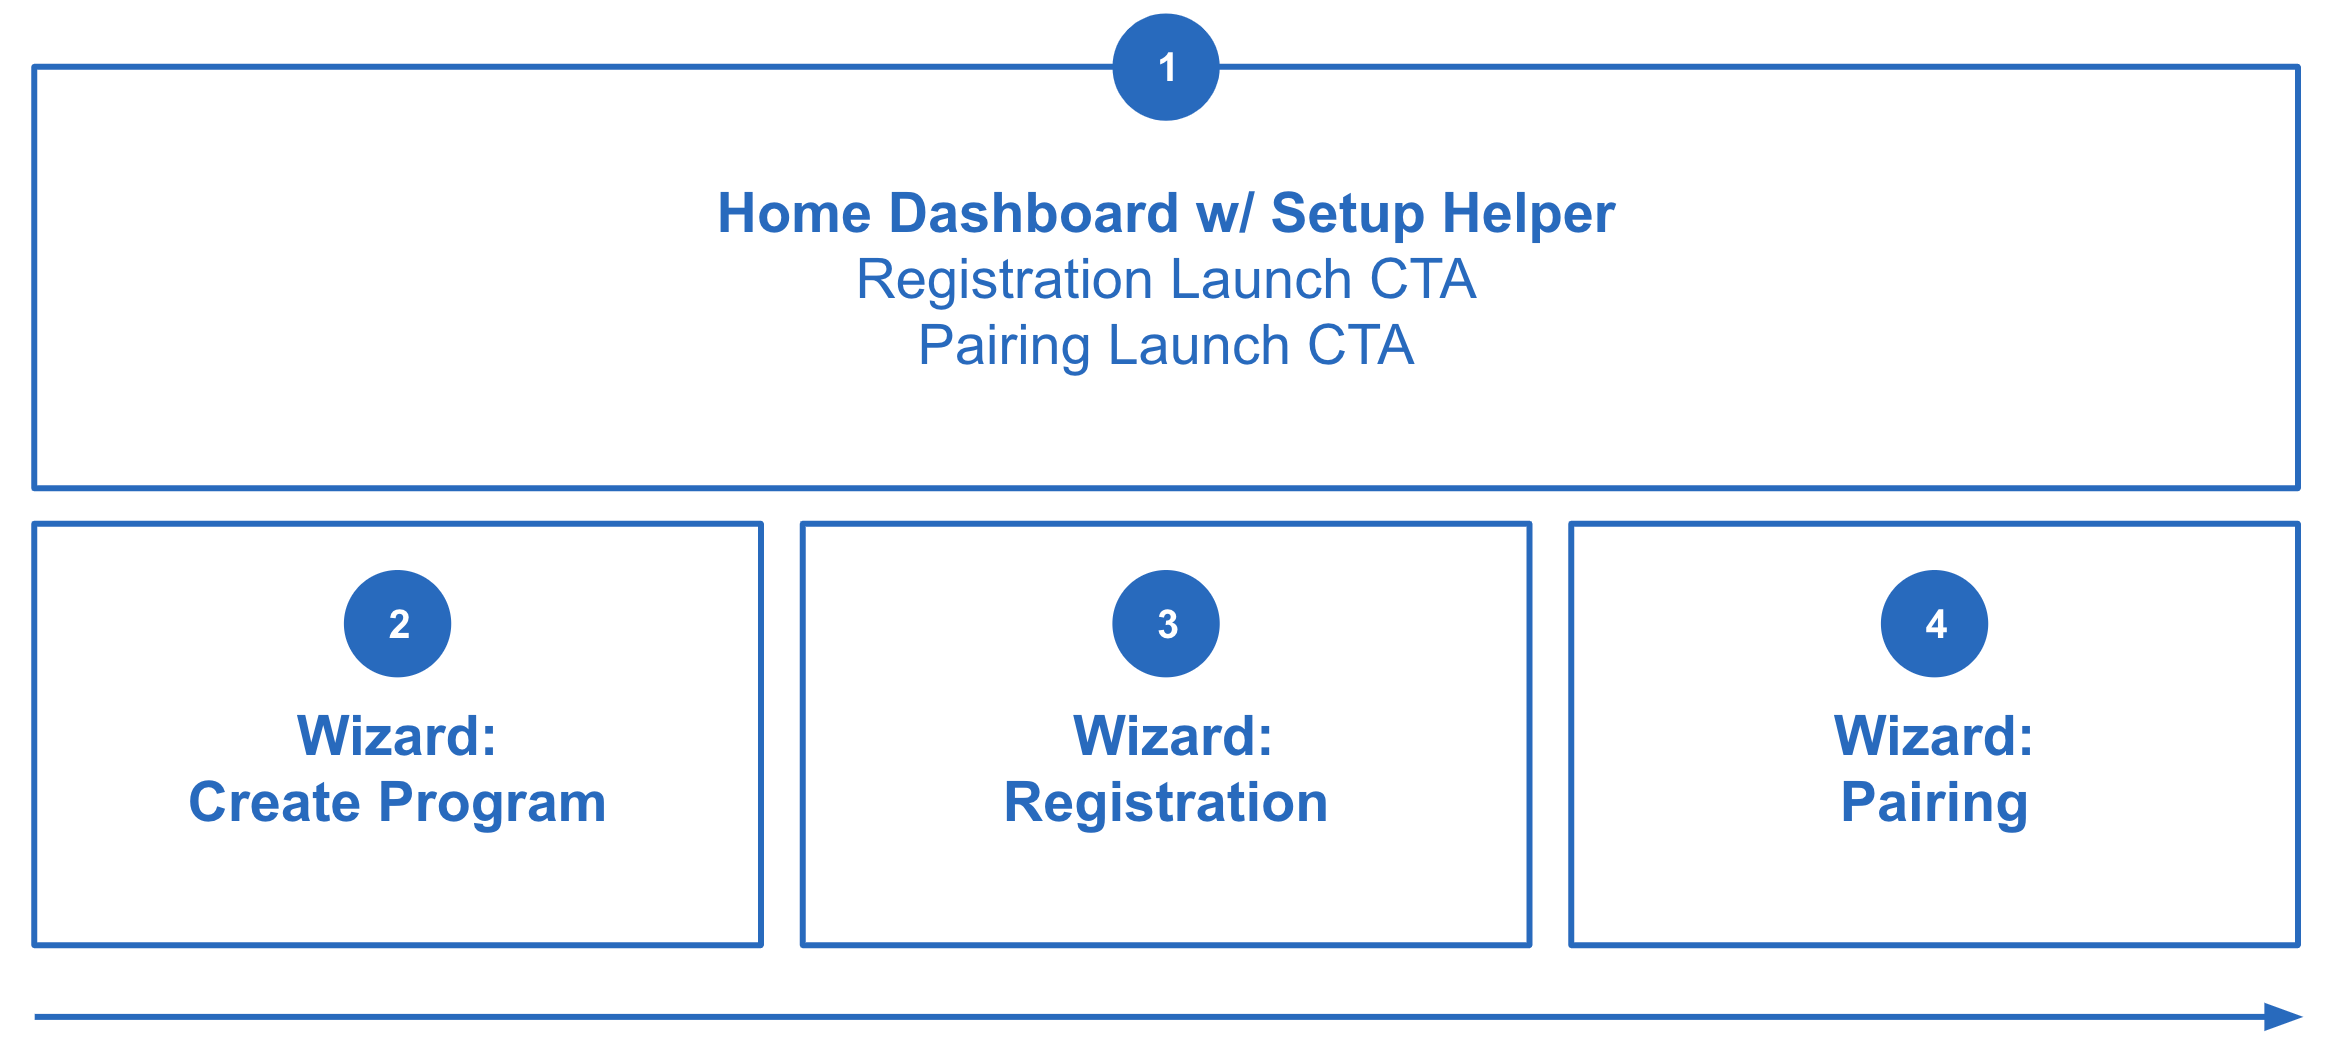 1
Home Dashboard w/ Setup Helper
Registration Launch CTA
Pairing Launch CTA
2
Wizard:
Create Program
3
Wizard:
Registration
4
Wizard:
Pairing